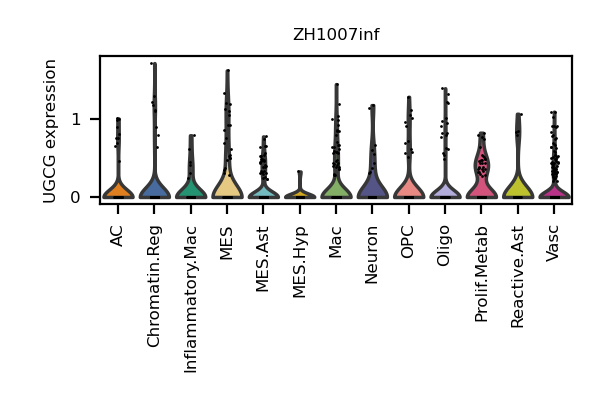 ZH1007inf
UGCG expression
1
0
AC
Chromatin.Reg
Inflammatory.Mac
MES
MES.Ast
MES.Hyp
Mac
Neuron
OPC
Oligo
Prolif.Metab
Reactive.Ast
Vasc